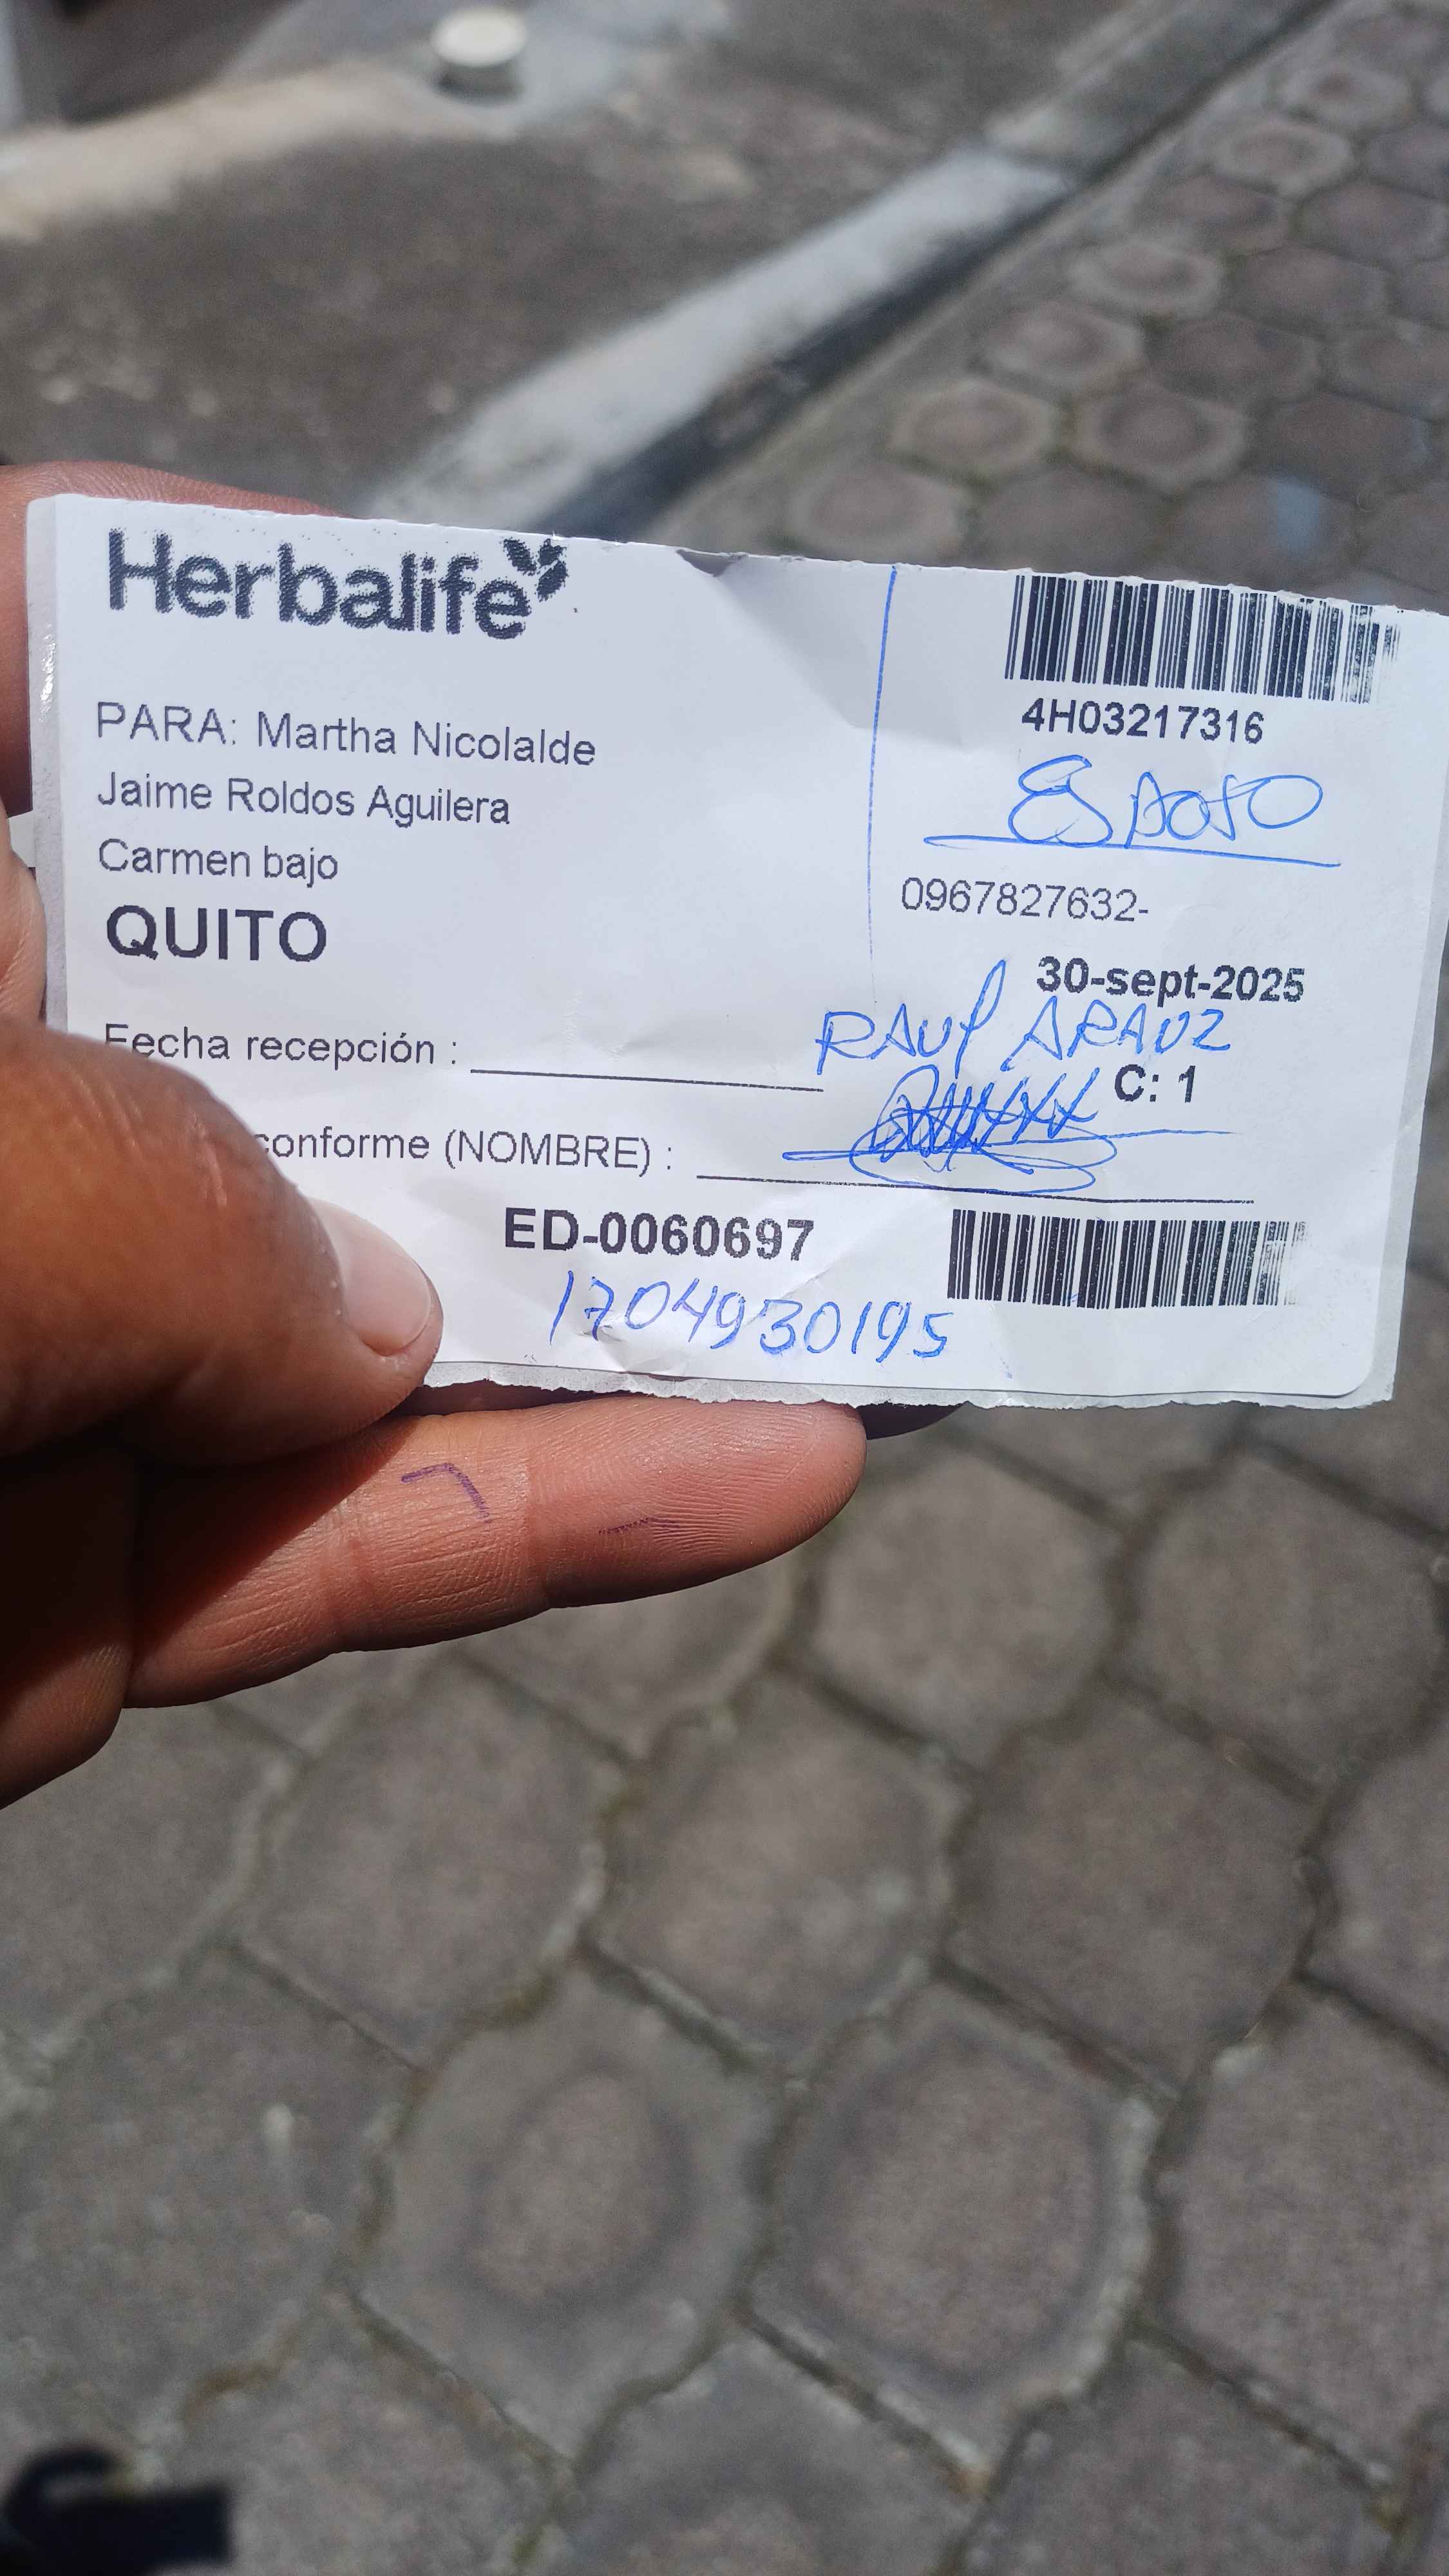 Herbalife
4H03217316
PARA: Martha Nicolalde
Esposo
Jaime Roldos Aguilera
Carmen bajo
0967827632-
QUITO
30-sept-2025
RAUL ARAUZ
Fecha recepción :
C: 1
conforme (NOMBRE) :
ED-0060697
1704930195